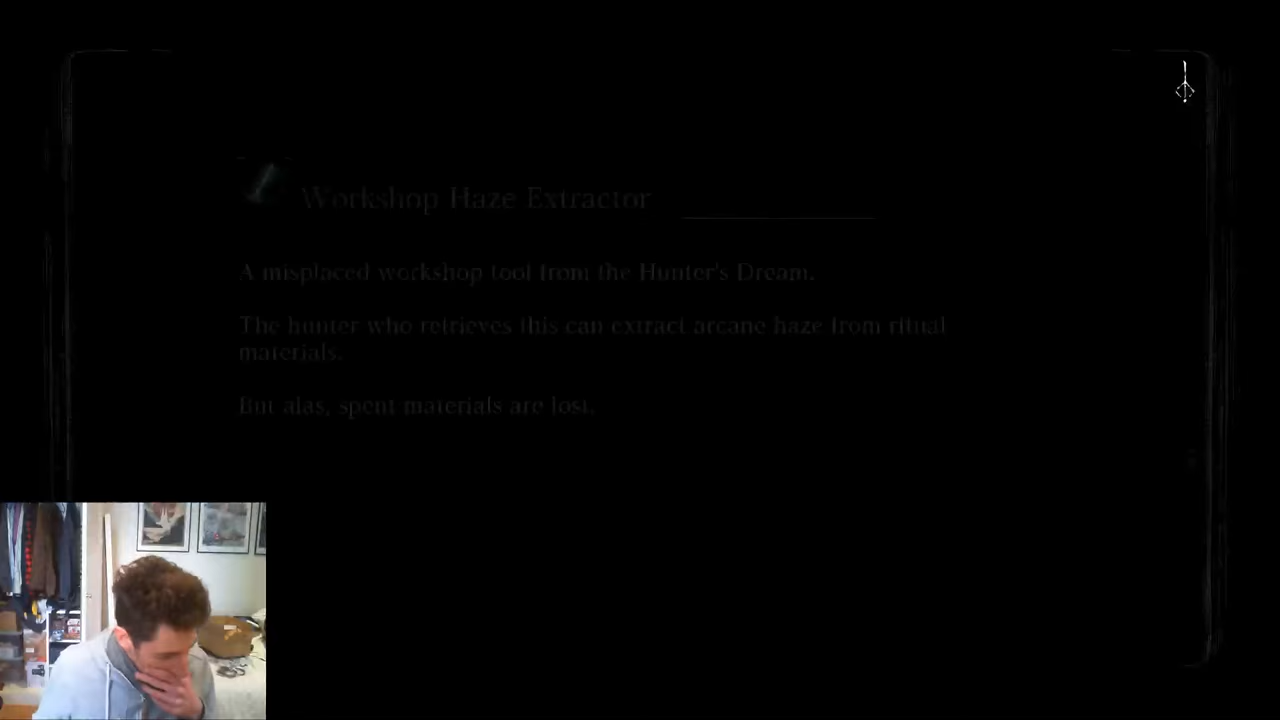 Workshop Haze Extractor
A misplaced workshop tool from the Hunter's Dream.
The hunter who retrieves this can extract arcane haze from ritual
materials.
But alas, spent materials are lost.